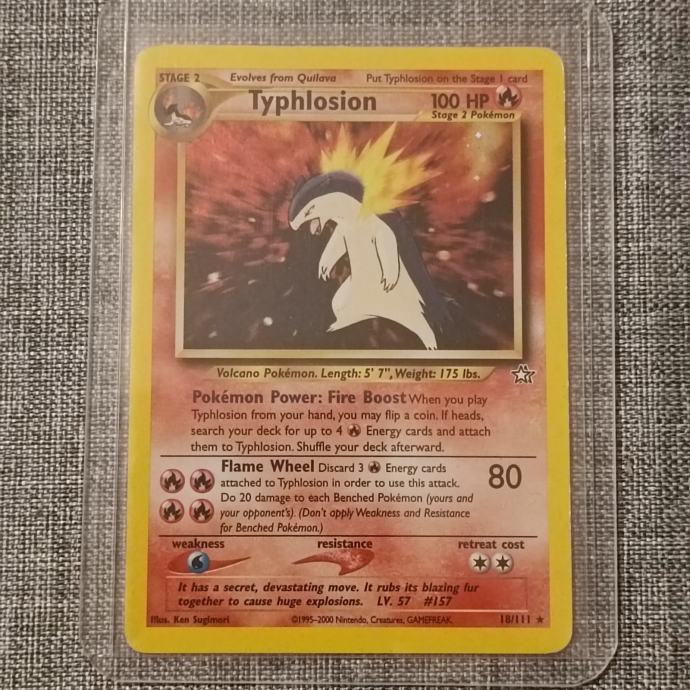 STAGE 2 Evolves from Quilava Put Typhlosion on the Stage 1 card
Typhlosion 100 HP
Stage 2 Pokémon
Volcano Pokémon. Length: 5' 7", Weight: 175 lbs.
Pokémon Power: Fire Boost When you play
Typhlosion from your hand, you may flip a coin. If heads,
search your deck for up to 4 Energy cards and attach
them to Typhlosion. Shuffle your deck afterward.
Flame Wheel Discard 3 Energy cards
attached to Typhlosion in order to use this attack. 80
Do 20 damage to each Benched Pokémon (yours and
your opponent's). (Don't apply Weakness and Resistance
for Benched Pokémon.)
weakness resistance retreat cost
It has a secret, devastating move. It rubs its blazing fur
together to cause huge explosions. LV. 57 #157
Illus. Ken Sugimori ©1995–2000 Nintendo, Creatures, GAMEFREAK. 18/111 ★